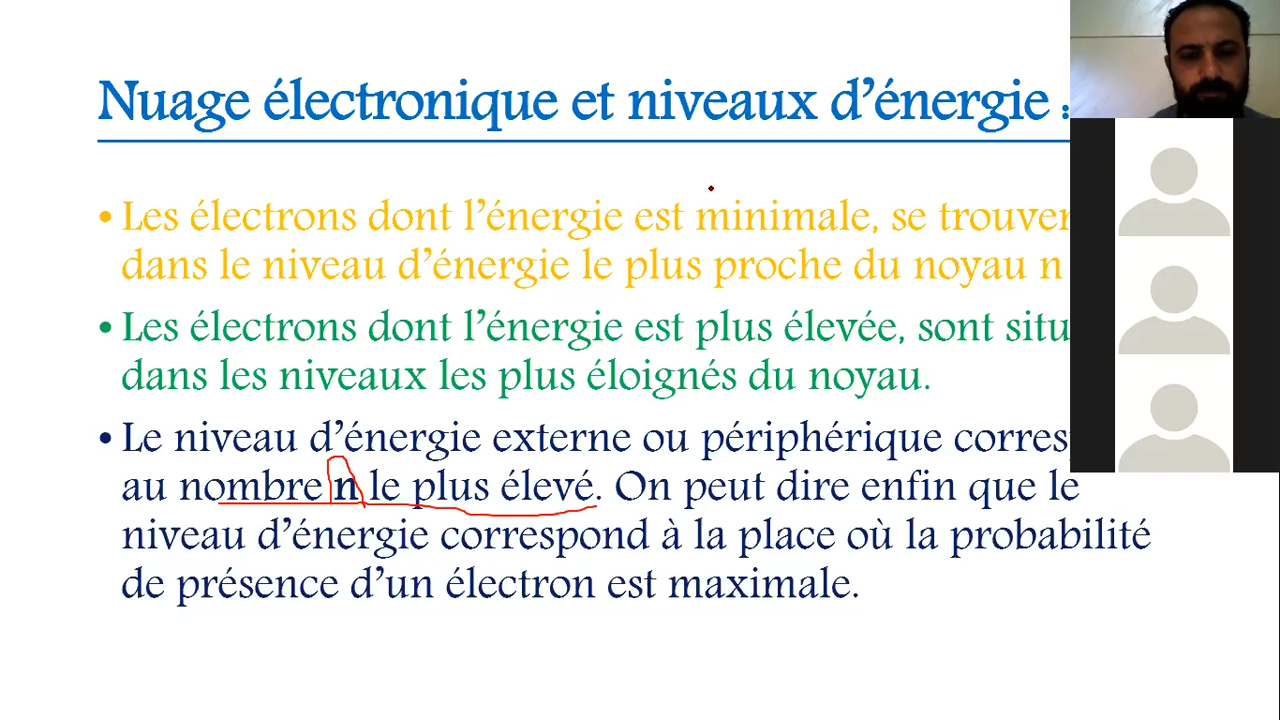 Nuage électronique et niveaux d'énergie :
• Les électrons dont l'énergie est minimale, se
dans le niveau d'énergie le plus proche du noyau n
• Les électrons dont l'énergie est plus élevée, sont
dans les niveaux les plus éloignés du noyau.
• Le niveau d'énergie externe ou périphérique
au nombre n le plus élevé. On peut dire enfin que le
niveau d'énergie correspond à la place où la probabilité
de présence d'un électron est maximale.